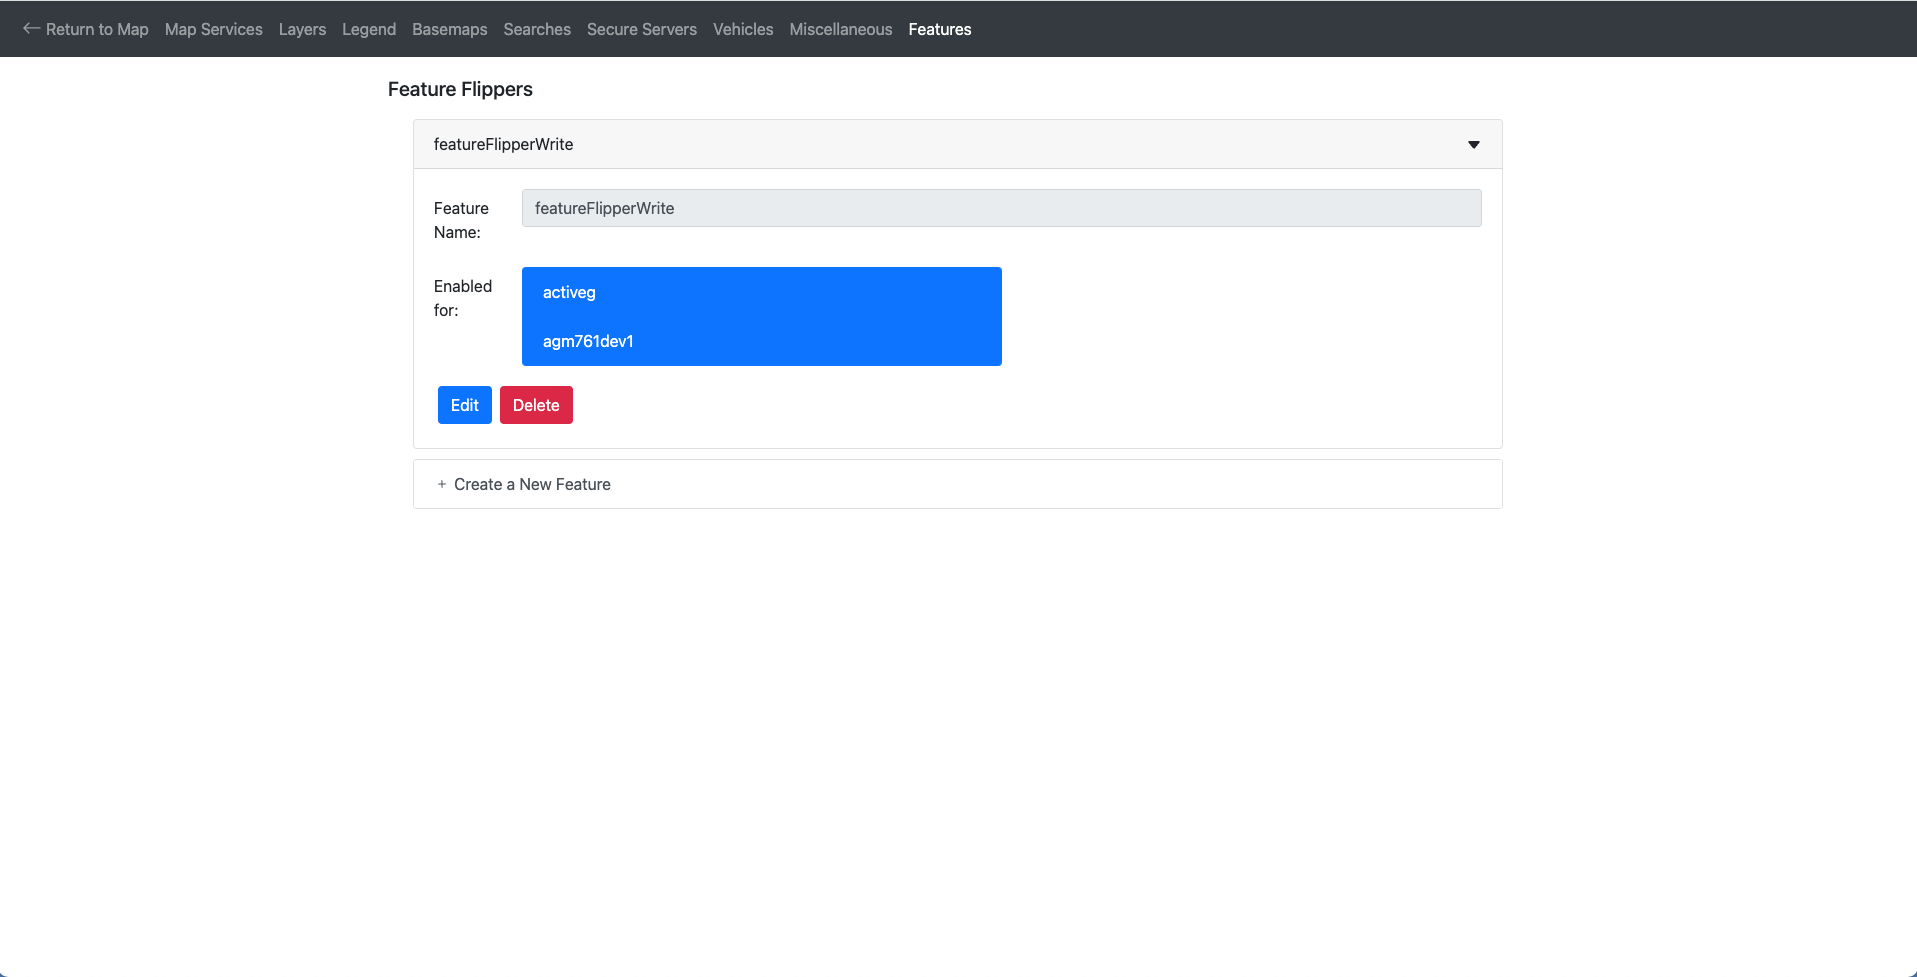 Return to Map Map Services Layers Legend Basemaps Searches Secure Servers Vehicles Miscellaneous Features
Feature Flippers
featureFlipperWrite
Feature Name:
featureFlipperWrite
Enabled for:
activeg
agm761dev1
Edit Delete
+ Create a New Feature